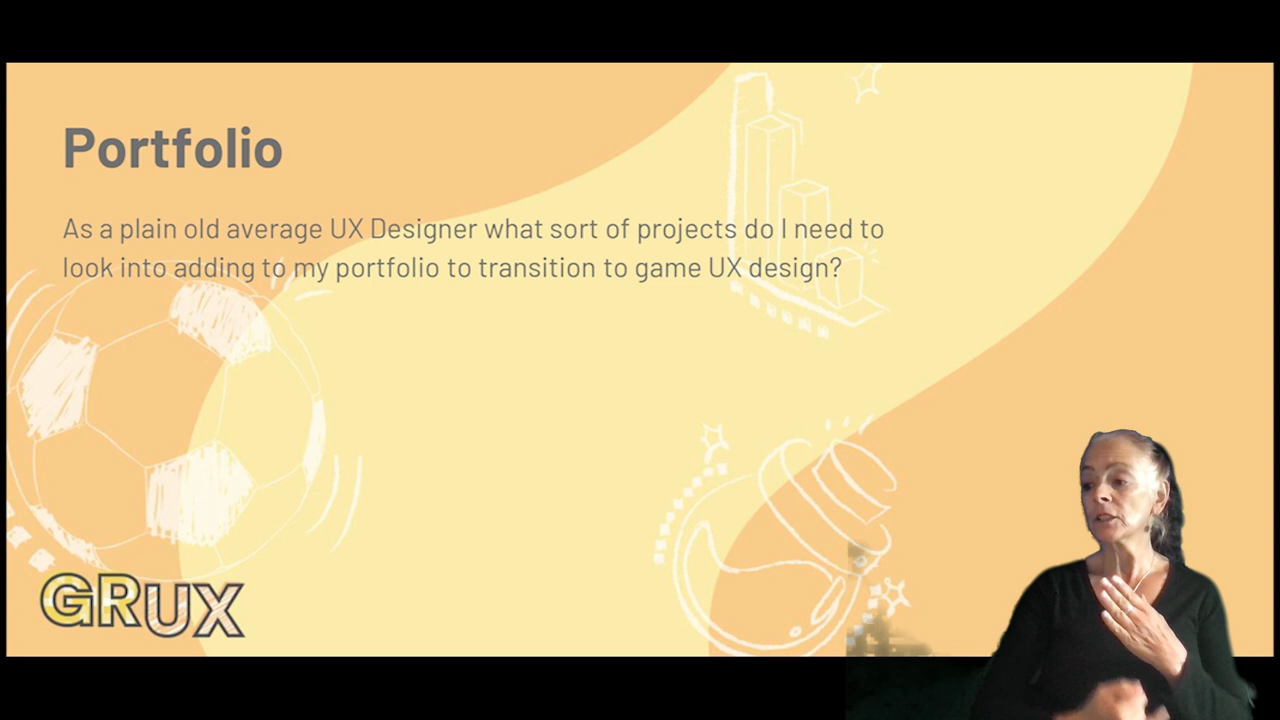 Portfolio
As a plain old average UX Designer what sort of projects do I need to
look into adding to my portfolio to transition to game UX design?
GRUX